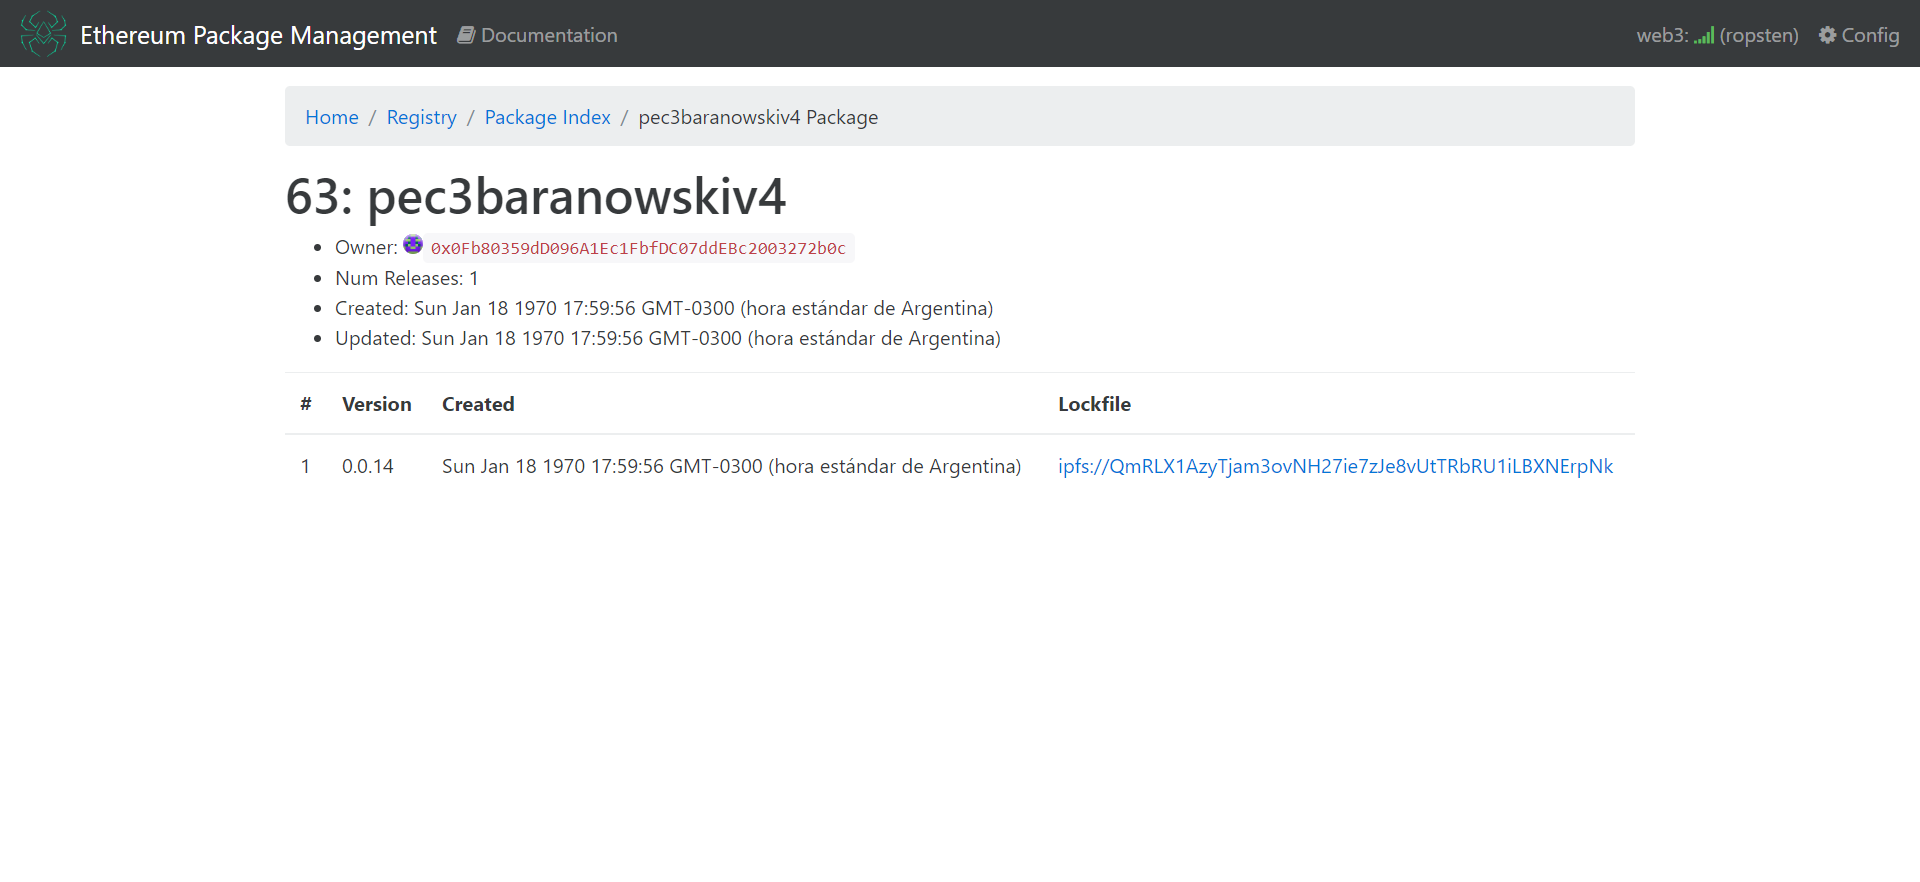 Ethereum Package Management Documentation web3: (ropsten) Config
Home / Registry / Package Index / pec3baranowskiv4 Package
63: pec3baranowskiv4
Owner: 0x0Fb80359dD096A1Ec1FbfDC07ddEBc2003272b0c
Num Releases: 1
Created: Sun Jan 18 1970 17:59:56 GMT-0300 (hora estándar de Argentina)
Updated: Sun Jan 18 1970 17:59:56 GMT-0300 (hora estándar de Argentina)
# Version Created Lockfile
1 0.0.14 Sun Jan 18 1970 17:59:56 GMT-0300 (hora estándar de Argentina) ipfs://QmRLX1AzyTjam3ovNH27ie7zJe8vUtTRbRU1iLBXNErpNk